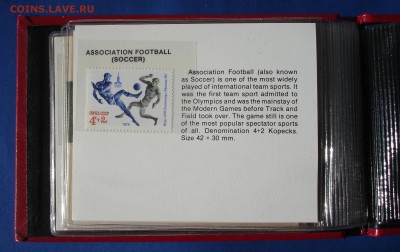 COINS.LAVE.RU
ASSOCIATION FOOTBALL
(SOCCER)
Association Football (also known
as Soccer) is one of the most widely
played of international team sports. It
was the first team sport admitted to
the Olympics and was the mainstay of
the Modern Games before Track and
Field took over. The game still is one
of the most popular spectator sports
of all. Denomination 4+2 Kopecks.
Size 42 × 30 mm.
4+2
1979